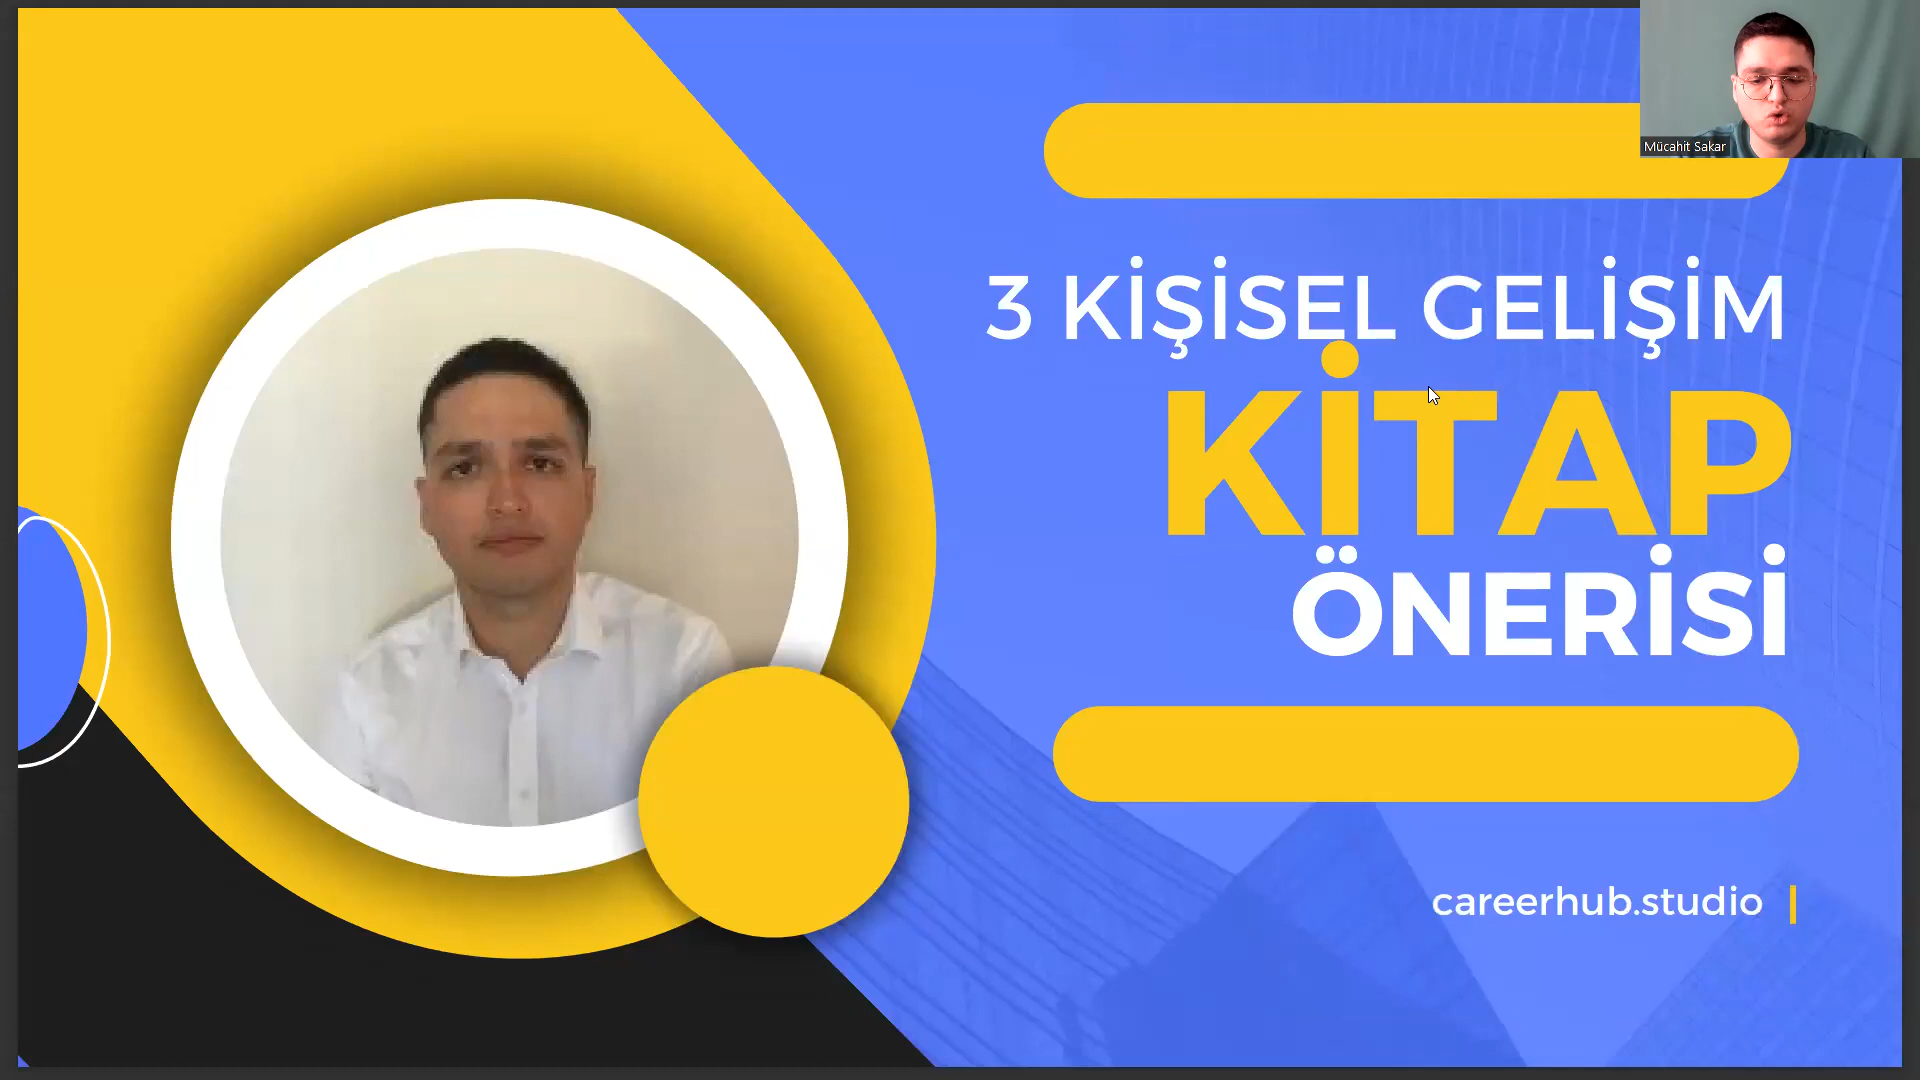 Mücahit Sakar
3 KİŞİSEL GELİŞİM
KİTAP
ÖNERİSİ
careerhub.studio